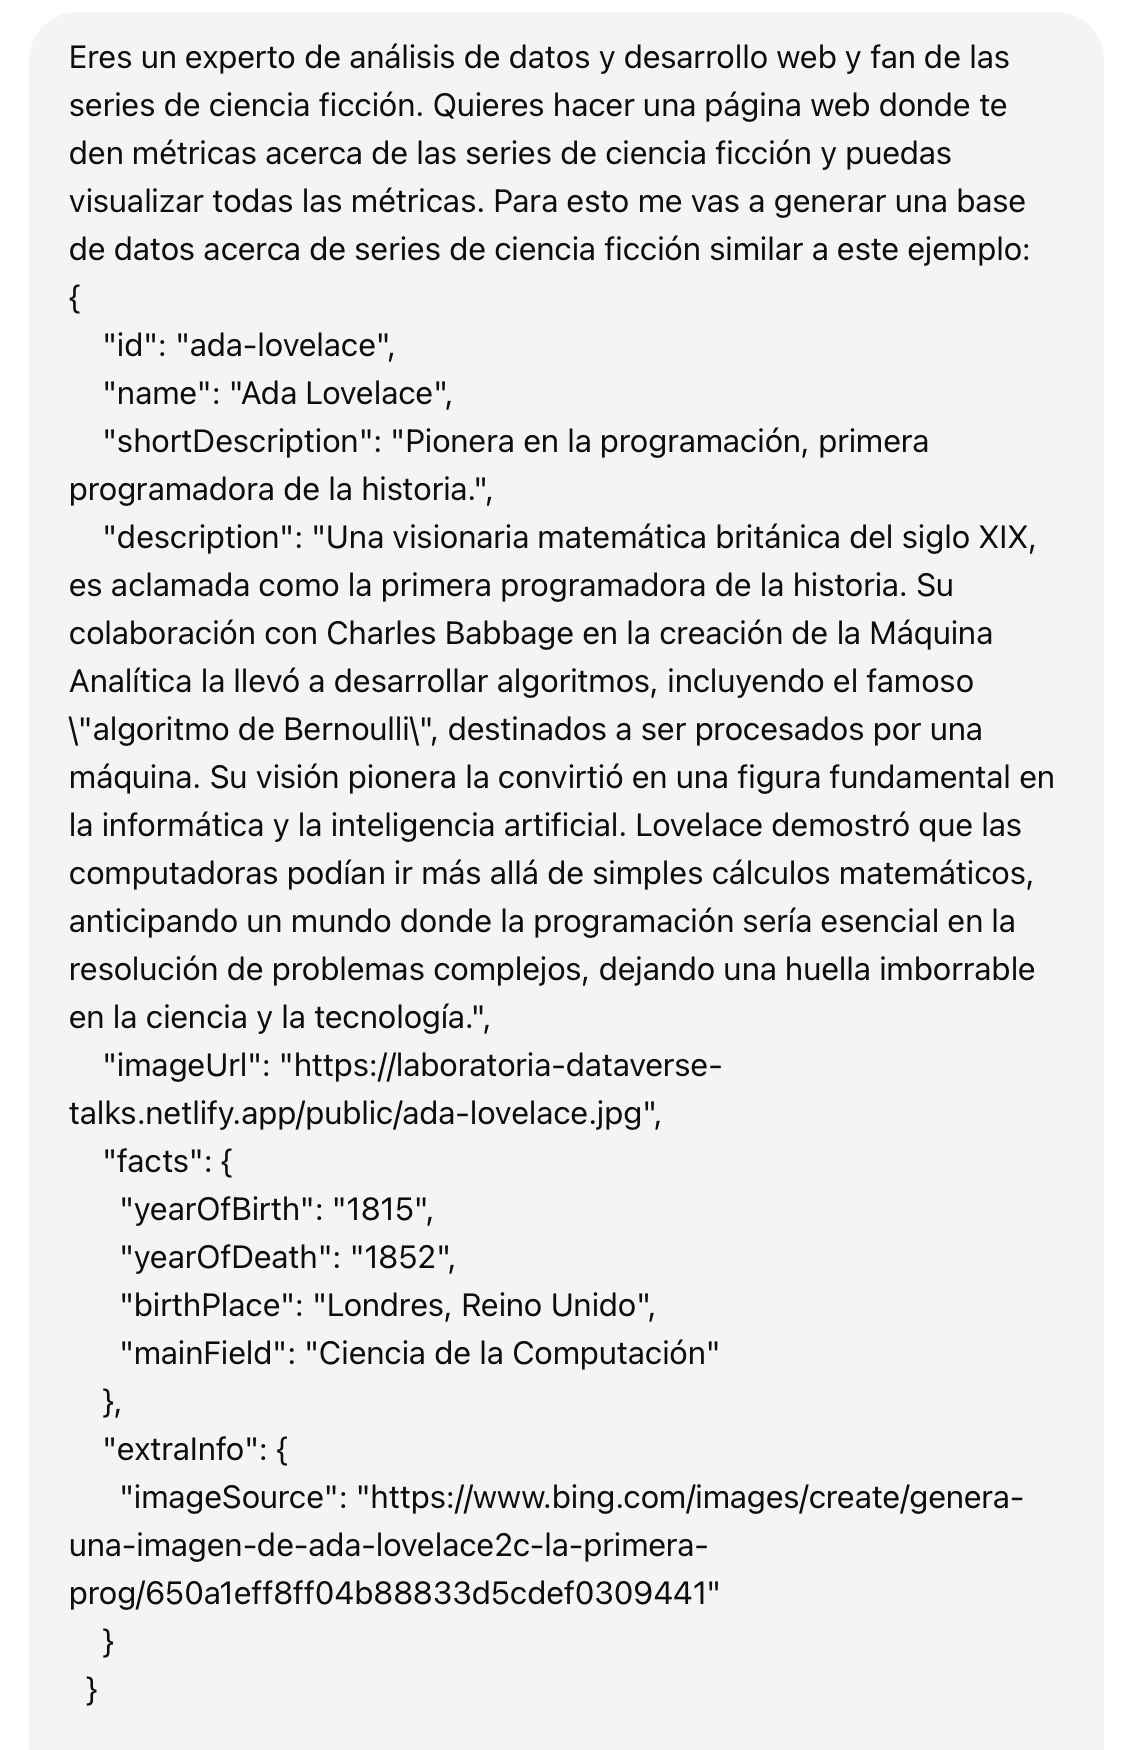 Eres un experto de análisis de datos y desarrollo web y fan de las
series de ciencia ficción. Quieres hacer una página web donde te
den métricas acerca de las series de ciencia ficción y puedas
visualizar todas las métricas. Para esto me vas a generar una base
de datos acerca de series de ciencia ficción similar a este ejemplo:
{
    "id": "ada-lovelace",
    "name": "Ada Lovelace",
    "shortDescription": "Pionera en la programación, primera
programadora de la historia.",
    "description": "Una visionaria matemática británica del siglo XIX,
es aclamada como la primera programadora de la historia. Su
colaboración con Charles Babbage en la creación de la Máquina
Analítica la llevó a desarrollar algoritmos, incluyendo el famoso
\"algoritmo de Bernoulli\", destinados a ser procesados por una
máquina. Su visión pionera la convirtió en una figura fundamental en
la informática y la inteligencia artificial. Lovelace demostró que las
computadoras podían ir más allá de simples cálculos matemáticos,
anticipando un mundo donde la programación sería esencial en la
resolución de problemas complejos, dejando una huella imborrable
en la ciencia y la tecnología.",
    "imageUrl": "https://laboratoria-dataverse-
talks.netlify.app/public/ada-lovelace.jpg",
    "facts": {
      "yearOfBirth": "1815",
      "yearOfDeath": "1852",
      "birthPlace": "Londres, Reino Unido",
      "mainField": "Ciencia de la Computación"
    },
    "extraInfo": {
      "imageSource": "https://www.bing.com/images/create/genera-
una-imagen-de-ada-lovelace2c-la-primera-
prog/650a1eff8ff04b88833d5cdef0309441"
    }
  }